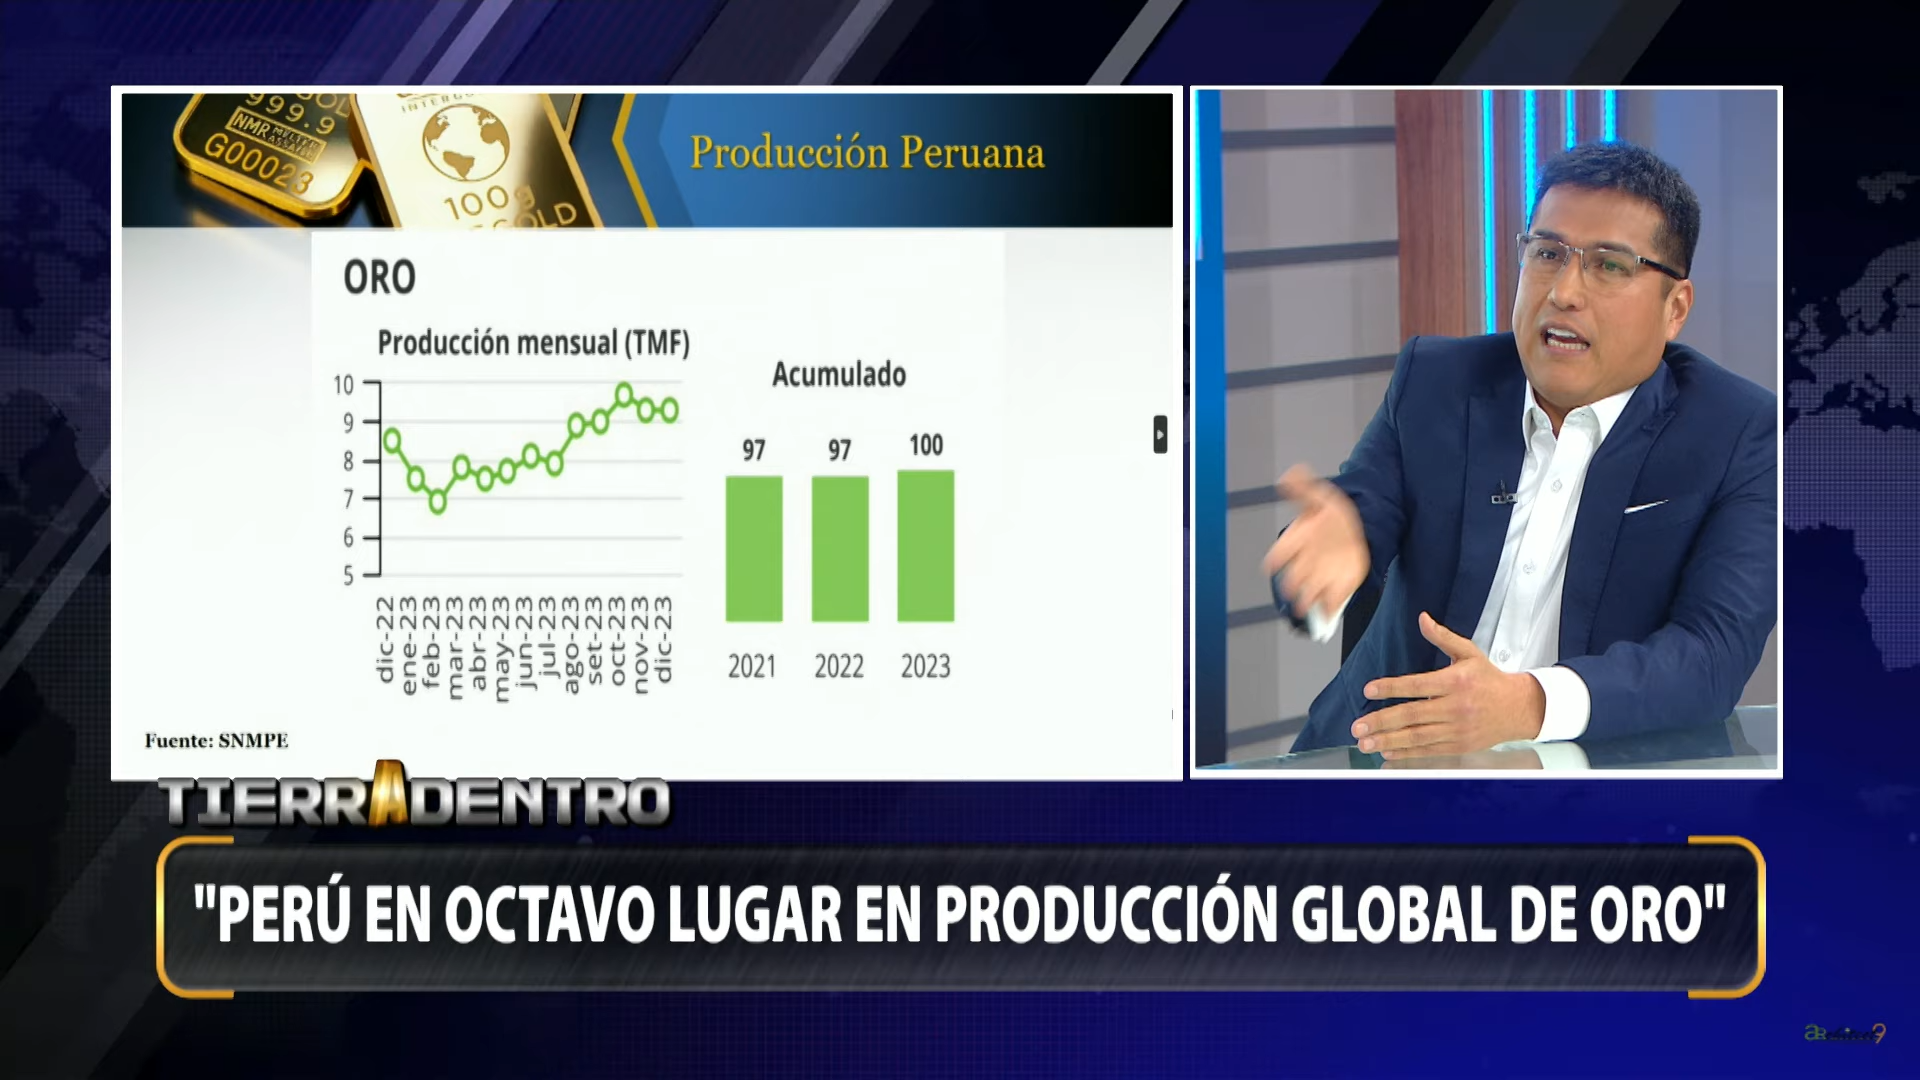 GOL
999.9
NMR
G00023
100g
GOLD
Producción Peruana
ORO
Producción mensual (TMF)
10
9
8
7
6
5
dic-22
ene-23
feb-23
mar-23
abr-23
may-23
jun-23
jul-23
ago-23
set-23
oct-23
nov-23
dic-23
Acumulado
97
97
100
2021
2022
2023
Fuente: SNMPE
TIERRADENTRO
"PERÚ EN OCTAVO LUGAR EN PRODUCCIÓN GLOBAL DE ORO"